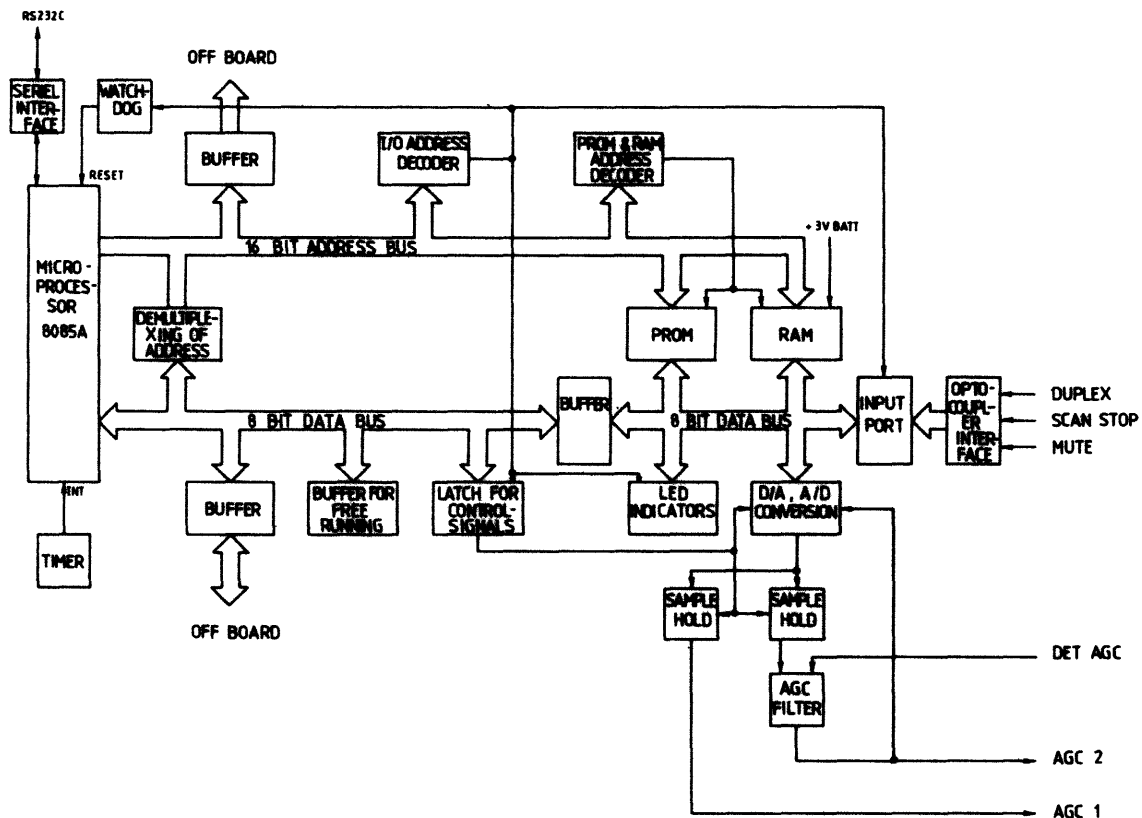 RS232C
OFF BOARD
SERIEL
INTER-
FACE
WATCH-
DOG
BUFFER
I/O ADDRESS
DECODER
PROM & RAM
ADDRESS
DECODER
RESET
+ 3V BATT
16 BIT ADDRESS BUS
MICRO-
PROCES-
SOR
8085A
DEMULTIPLE-
XING OF
ADDRESS
PROM
RAM
BUFFER
INPUT
PORT
OPTO-
COUPL-
ER
INTER-
FACE
DUPLEX
SCAN STOP
MUTE
8 BIT DATA BUS
8 BIT DATA BUS
BUFFER
BUFFER FOR
FREE
RUNNING
LATCH FOR
CONTROL-
SIGNALS
LED
INDICATORS
D/A, A/D
CONVERSION
TIMER
OFF BOARD
SAMPLE
HOLD
SAMPLE
HOLD
DET AGC
AGC
FILTER
AGC 2
AGC 1